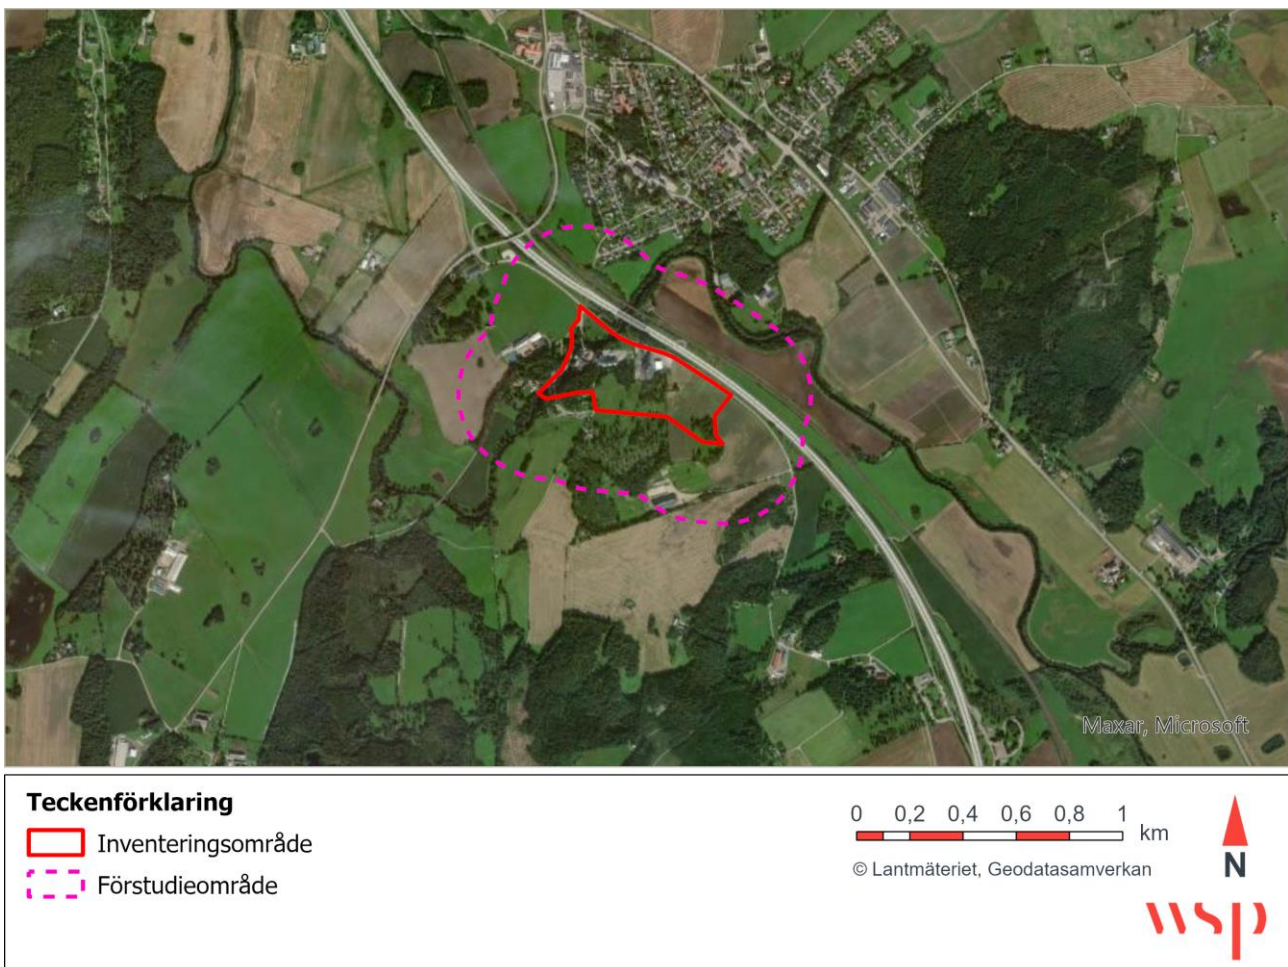 Maxar, Microsoft
Teckenförklaring
Inventeringsområde
Förstudieområde
0 0,2 0,4 0,6 0,8 1
km
© Lantmäteriet, Geodatasamverkan
N
wsp